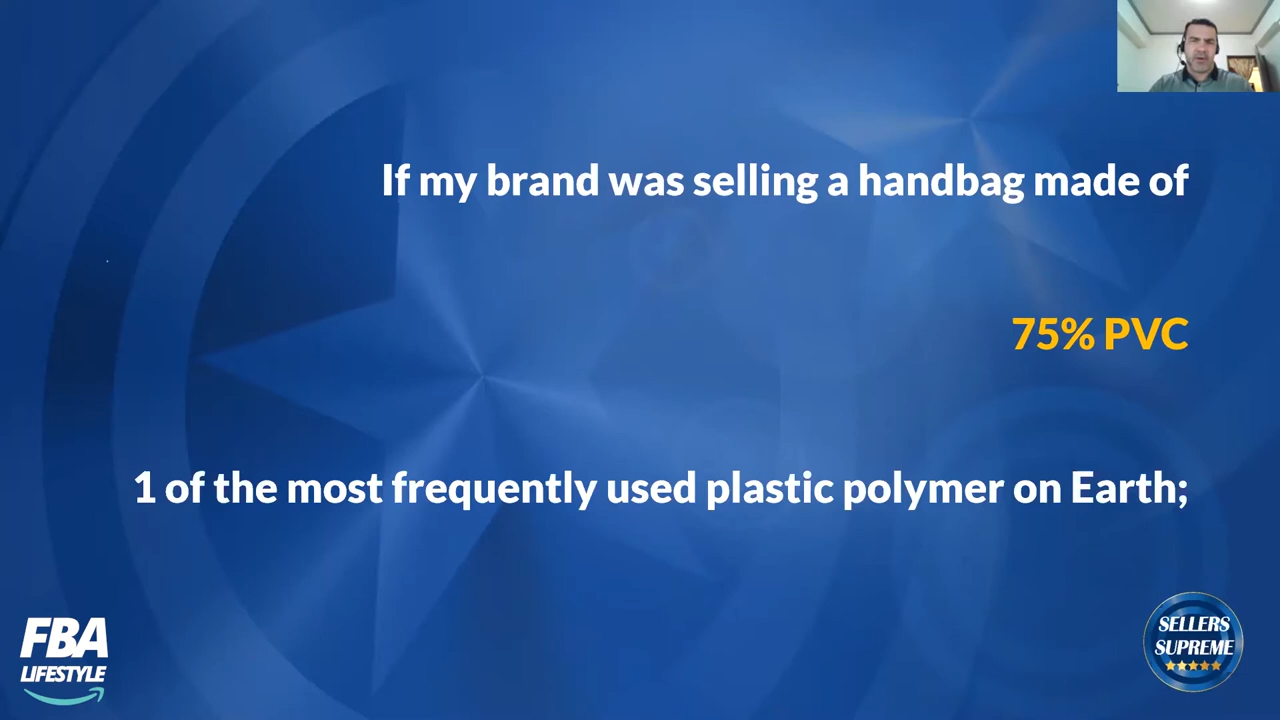 If my brand was selling a handbag made of
75% PVC
1 of the most frequently used plastic polymer on Earth;
FBA
LIFESTYLE
SELLERS
SUPREME